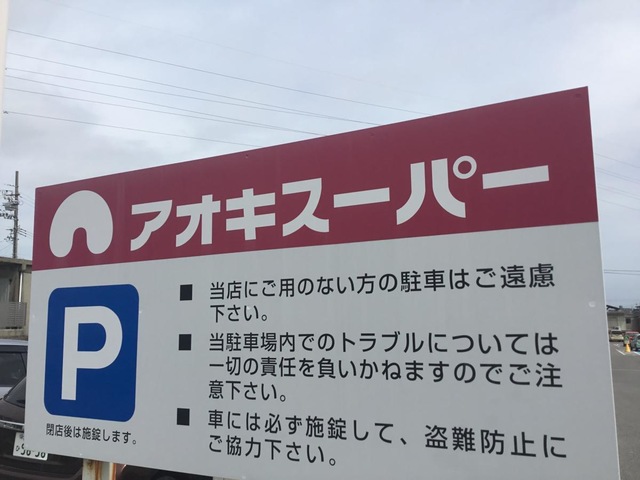 アオキスーパー
■ 当店にご用のない方の駐車はご遠慮
下さい。
■ 当駐車場内でのトラブルについては
一切の責任を負いかねますのでご注
意下さい。
■ 車には必ず施錠して、盗難防止に
ご協力下さい。
P
閉店後は施錠します。